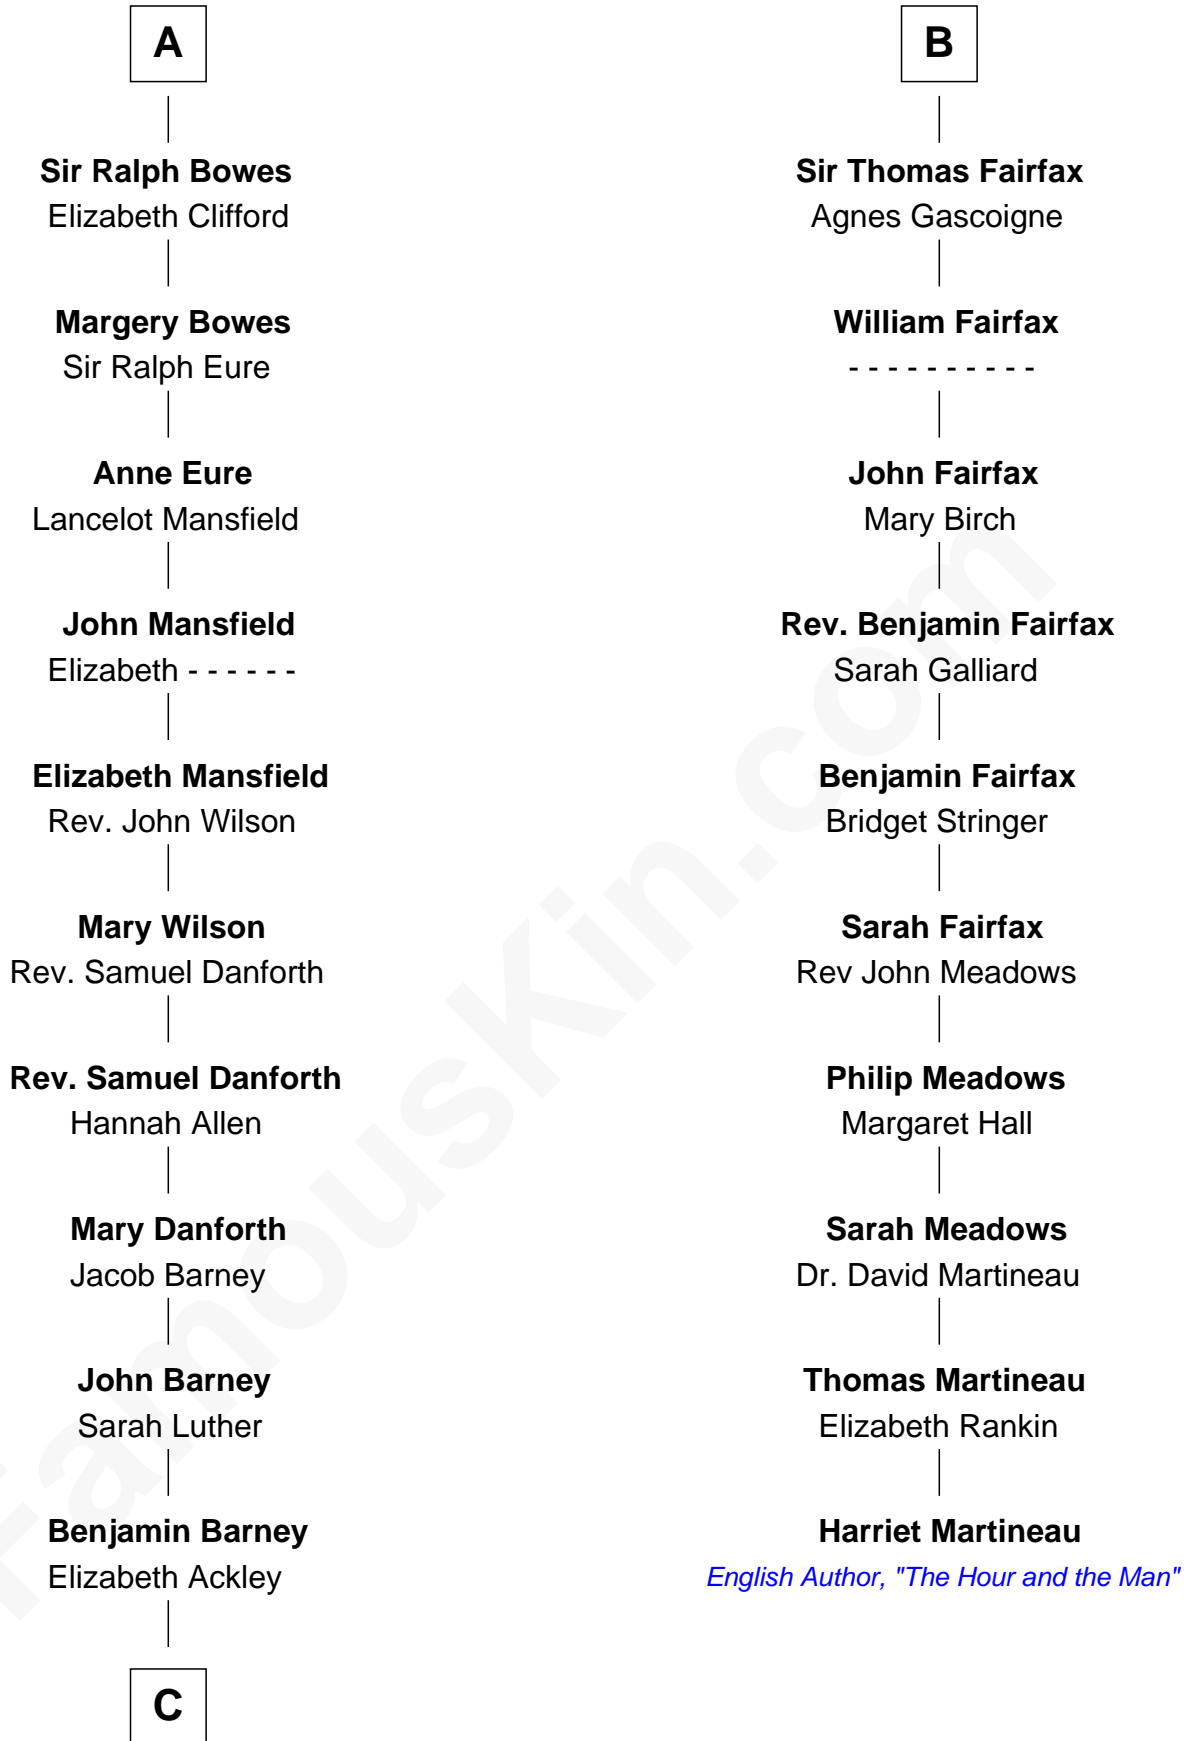 A
Sir Ralph Bowes
Elizabeth Clifford
Margery Bowes
Sir Ralph Eure
Anne Eure
Lancelot Mansfield
John Mansfield
Elizabeth - - - - - -
Elizabeth Mansfield
Rev. John Wilson
Mary Wilson
Rev. Samuel Danforth
Rev. Samuel Danforth
Hannah Allen
Mary Danforth
Jacob Barney
John Barney
Sarah Luther
Benjamin Barney
Elizabeth Ackley
C
B
Sir Thomas Fairfax
Agnes Gascoigne
William Fairfax
- - - - - - - - - -
John Fairfax
Mary Birch
Rev. Benjamin Fairfax
Sarah Galliard
Benjamin Fairfax
Bridget Stringer
Sarah Fairfax
Rev John Meadows
Philip Meadows
Margaret Hall
Sarah Meadows
Dr. David Martineau
Thomas Martineau
Elizabeth Rankin
Harriet Martineau
English Author, "The Hour and the Man"
FamousKin.com